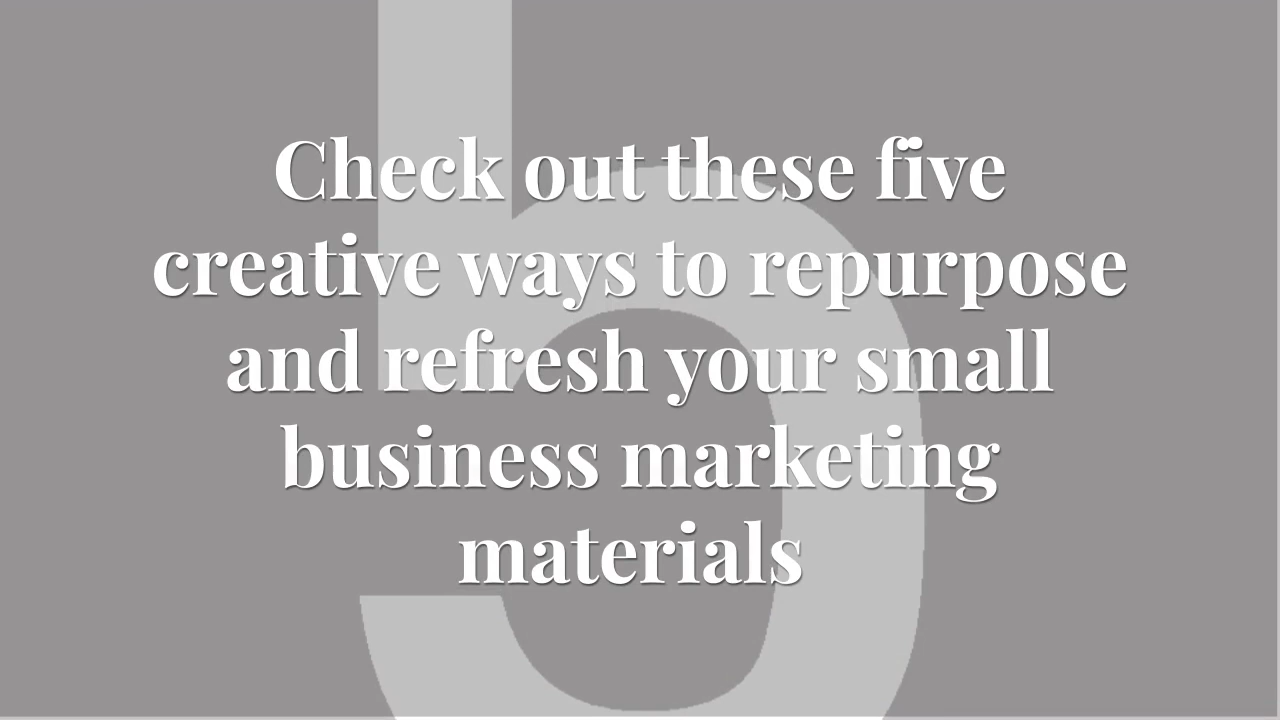 Check out these five
creative ways to repurpose
and refresh your small
business marketing
materials